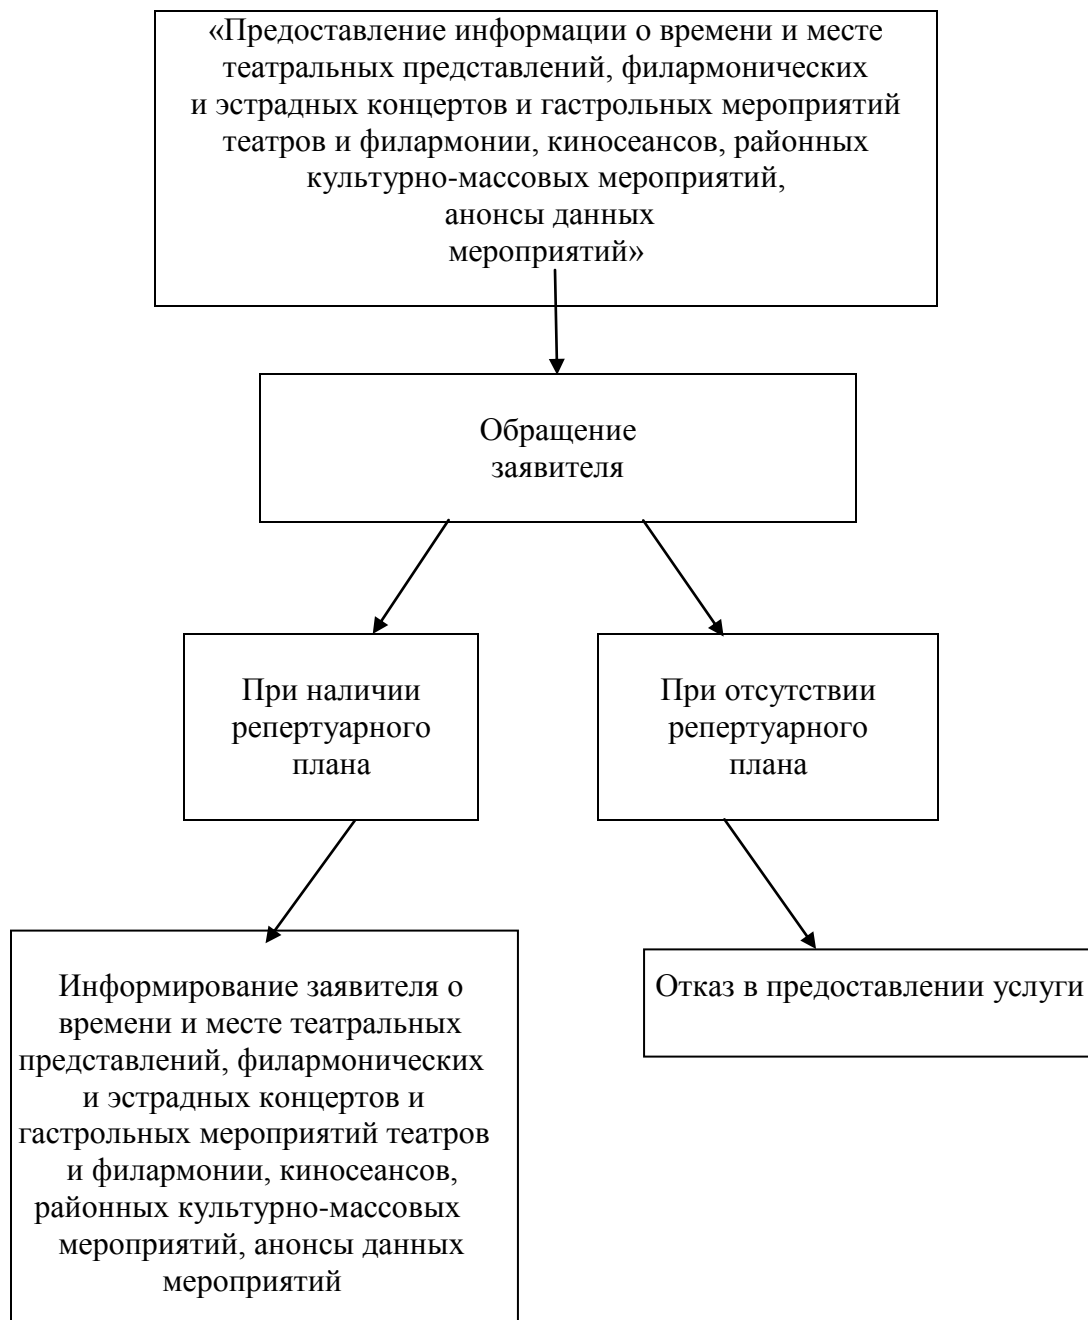 «Предоставление информации о времени и месте
театральных представлений, филармонических
и эстрадных концертов и гастрольных мероприятий
театров и филармонии, киносеансов, районных
культурно-массовых мероприятий,
анонсы данных
мероприятий»
Обращение
заявителя
При наличии
репертуарного
плана
При отсутствии
репертуарного
плана
Информирование заявителя о
времени и месте театральных
представлений, филармонических
и эстрадных концертов и
гастрольных мероприятий театров
и филармонии, киносеансов,
районных культурно-массовых
мероприятий, анонсы данных
мероприятий
Отказ в предоставлении услуги